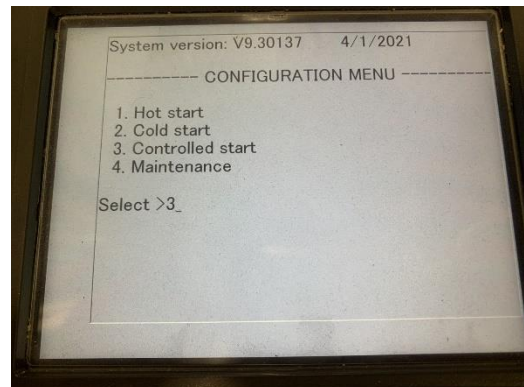 System version: V9.30137 4/1/2021
---------- CONFIGURATION MENU ----------
1. Hot start
2. Cold start
3. Controlled start
4. Maintenance
Select >3_